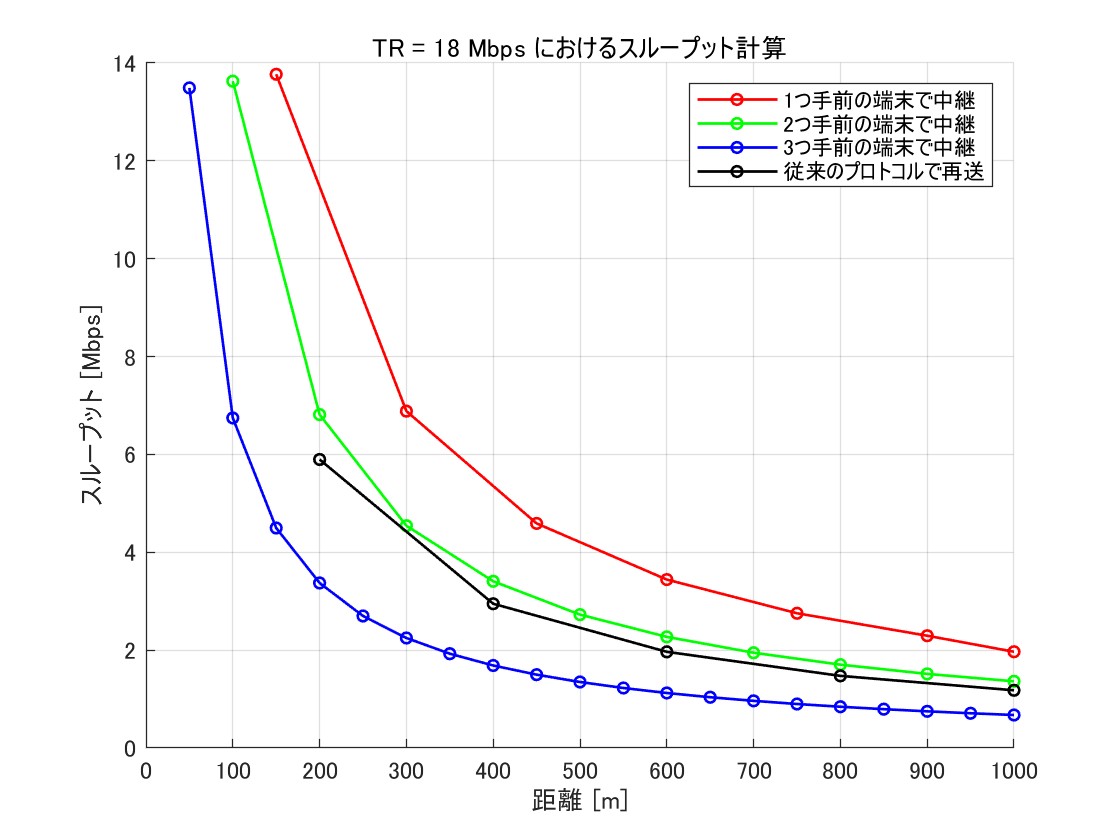 TR = 18 Mbps におけるスループット計算
1つ手前の端末で中継
2つ手前の端末で中継
3つ手前の端末で中継
従来のプロトコルで再送
スループット [Mbps]
14
12
10
8
6
4
2
0
0 100 200 300 400 500 600 700 800 900 1000
距離 [m]